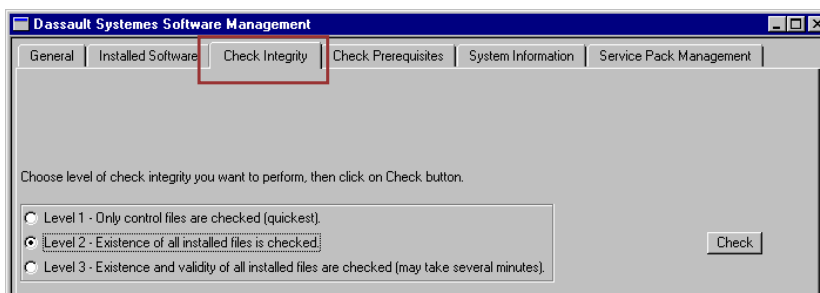 Dassault Systemes Software Management
General Installed Software Check Integrity Check Prerequisites System Information Service Pack Management
Choose level of check integrity you want to perform, then click on Check button.
Level 1 - Only control files are checked (quickest).
Level 2 - Existence of all installed files is checked.
Check
Level 3 - Existence and validity of all installed files are checked (may take several minutes).